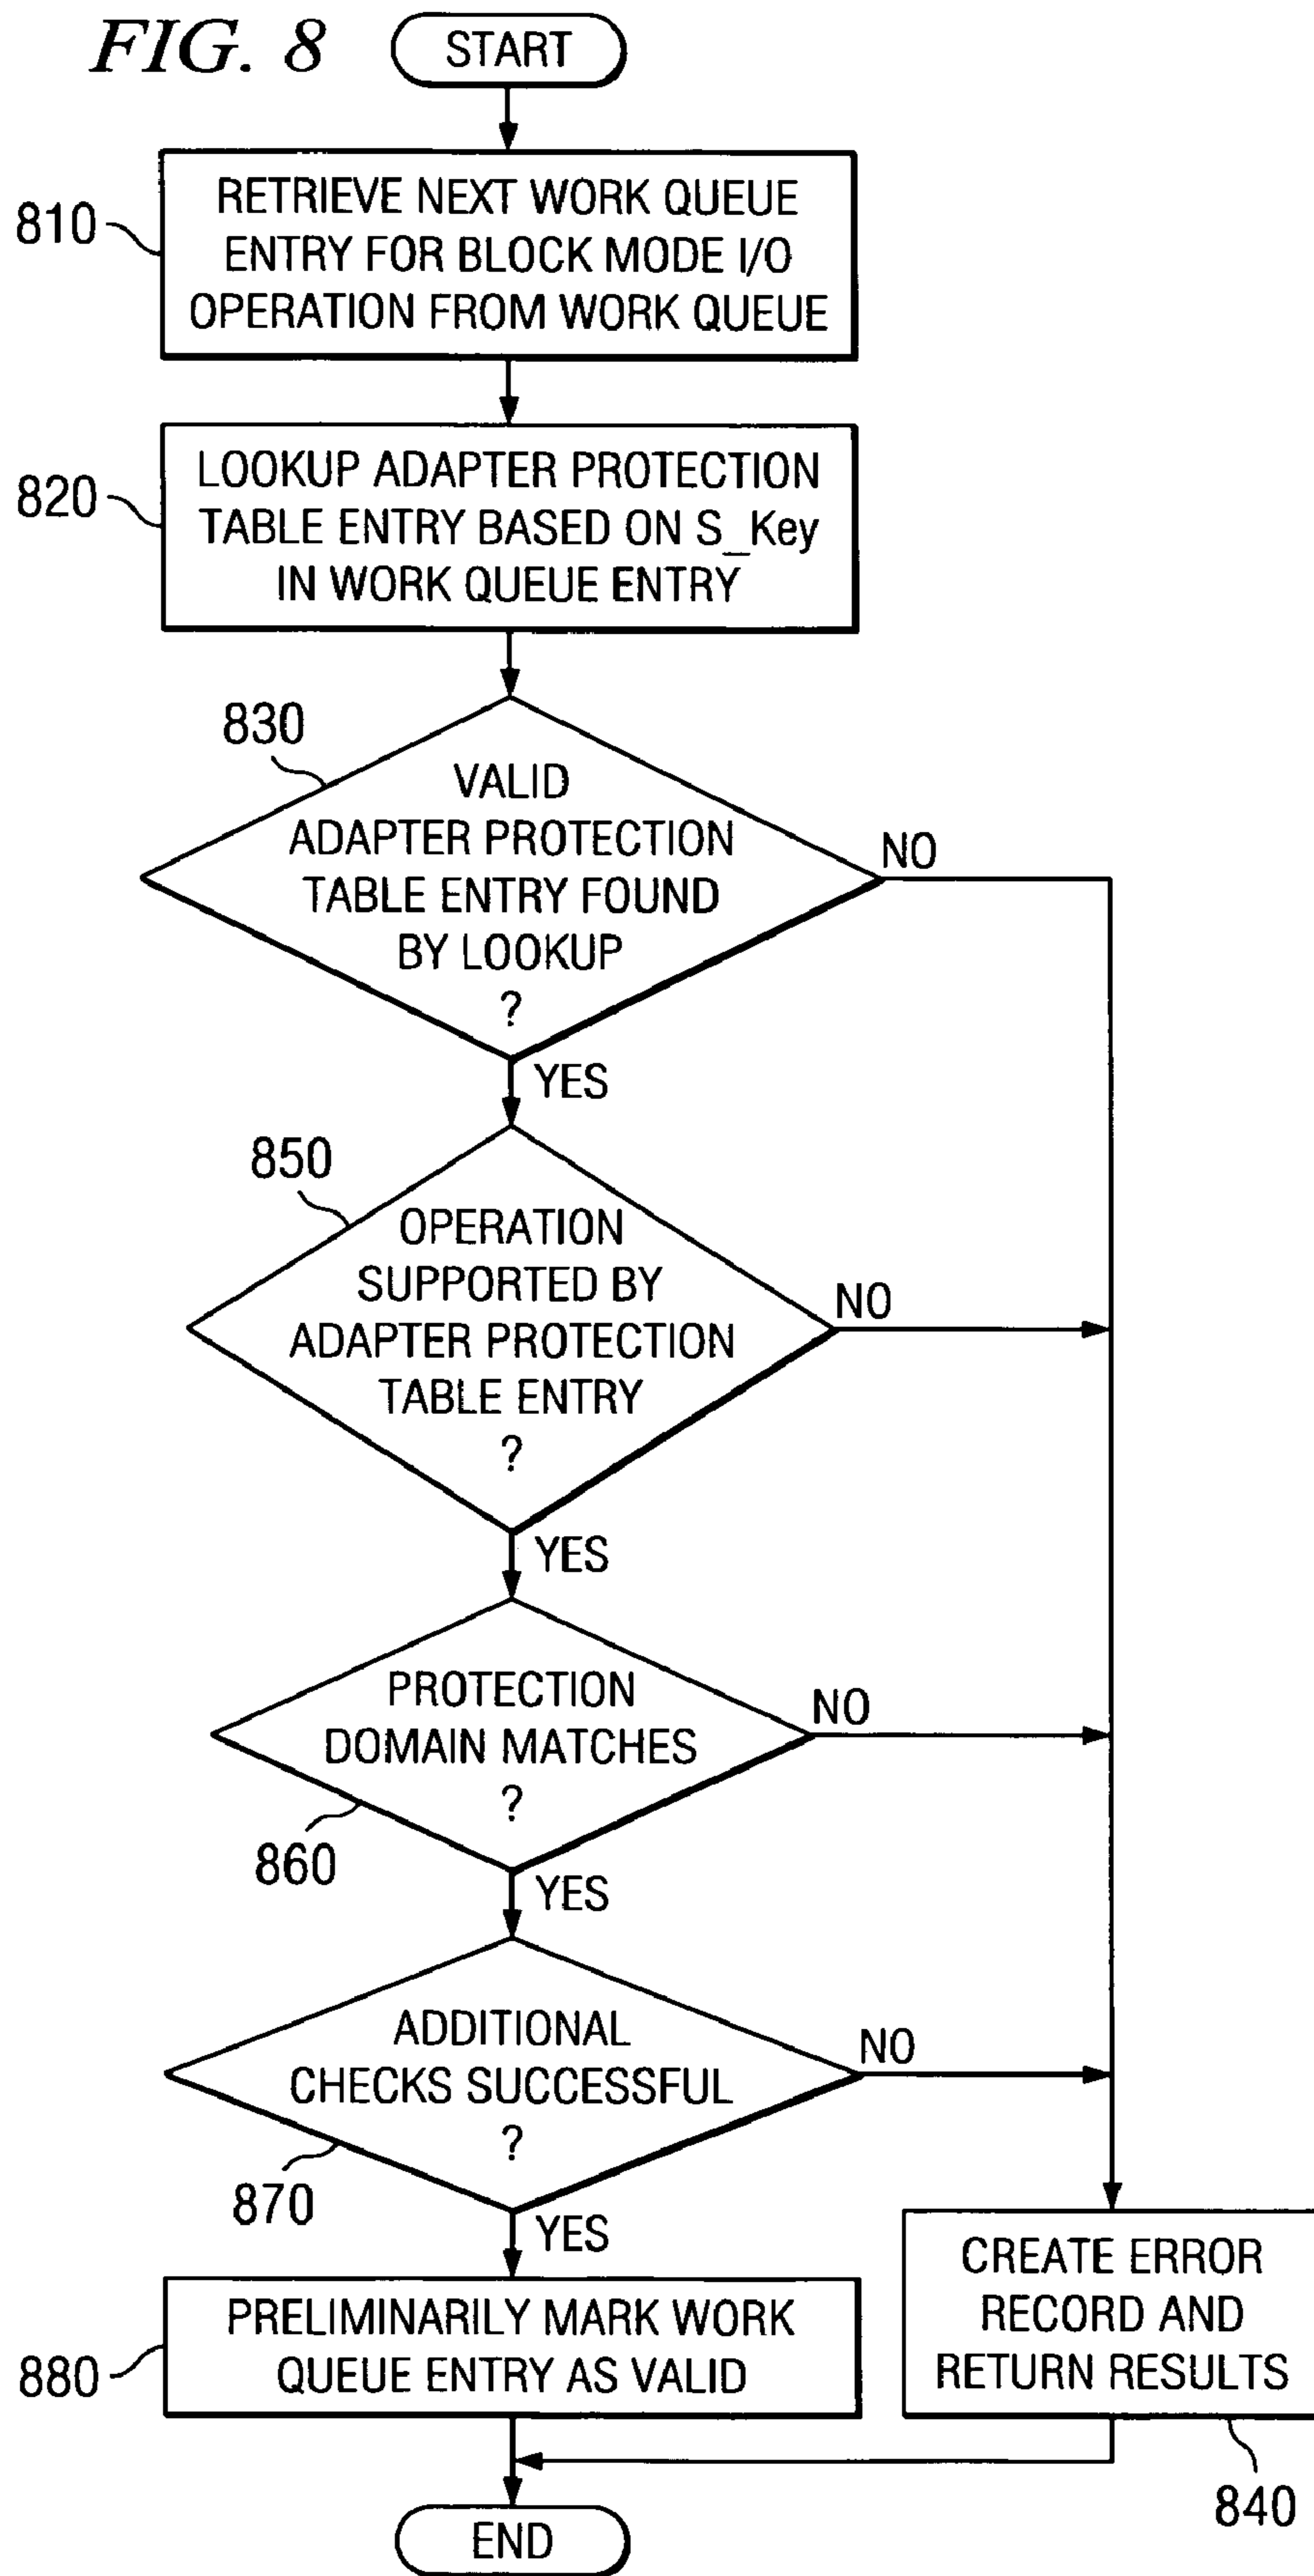 FIG. 8
START
810
RETRIEVE NEXT WORK QUEUE
ENTRY FOR BLOCK MODE I/O
OPERATION FROM WORK QUEUE
820
LOOKUP ADAPTER PROTECTION
TABLE ENTRY BASED ON S_Key
IN WORK QUEUE ENTRY
830
VALID
ADAPTER PROTECTION
TABLE ENTRY FOUND
BY LOOKUP
?
NO
YES
850
OPERATION
SUPPORTED BY
ADAPTER PROTECTION
TABLE ENTRY
?
NO
YES
PROTECTION
DOMAIN MATCHES
?
NO
860
YES
ADDITIONAL
CHECKS SUCCESSFUL
?
NO
870
YES
880
PRELIMINARILY MARK WORK
QUEUE ENTRY AS VALID
CREATE ERROR
RECORD AND
RETURN RESULTS
840
END